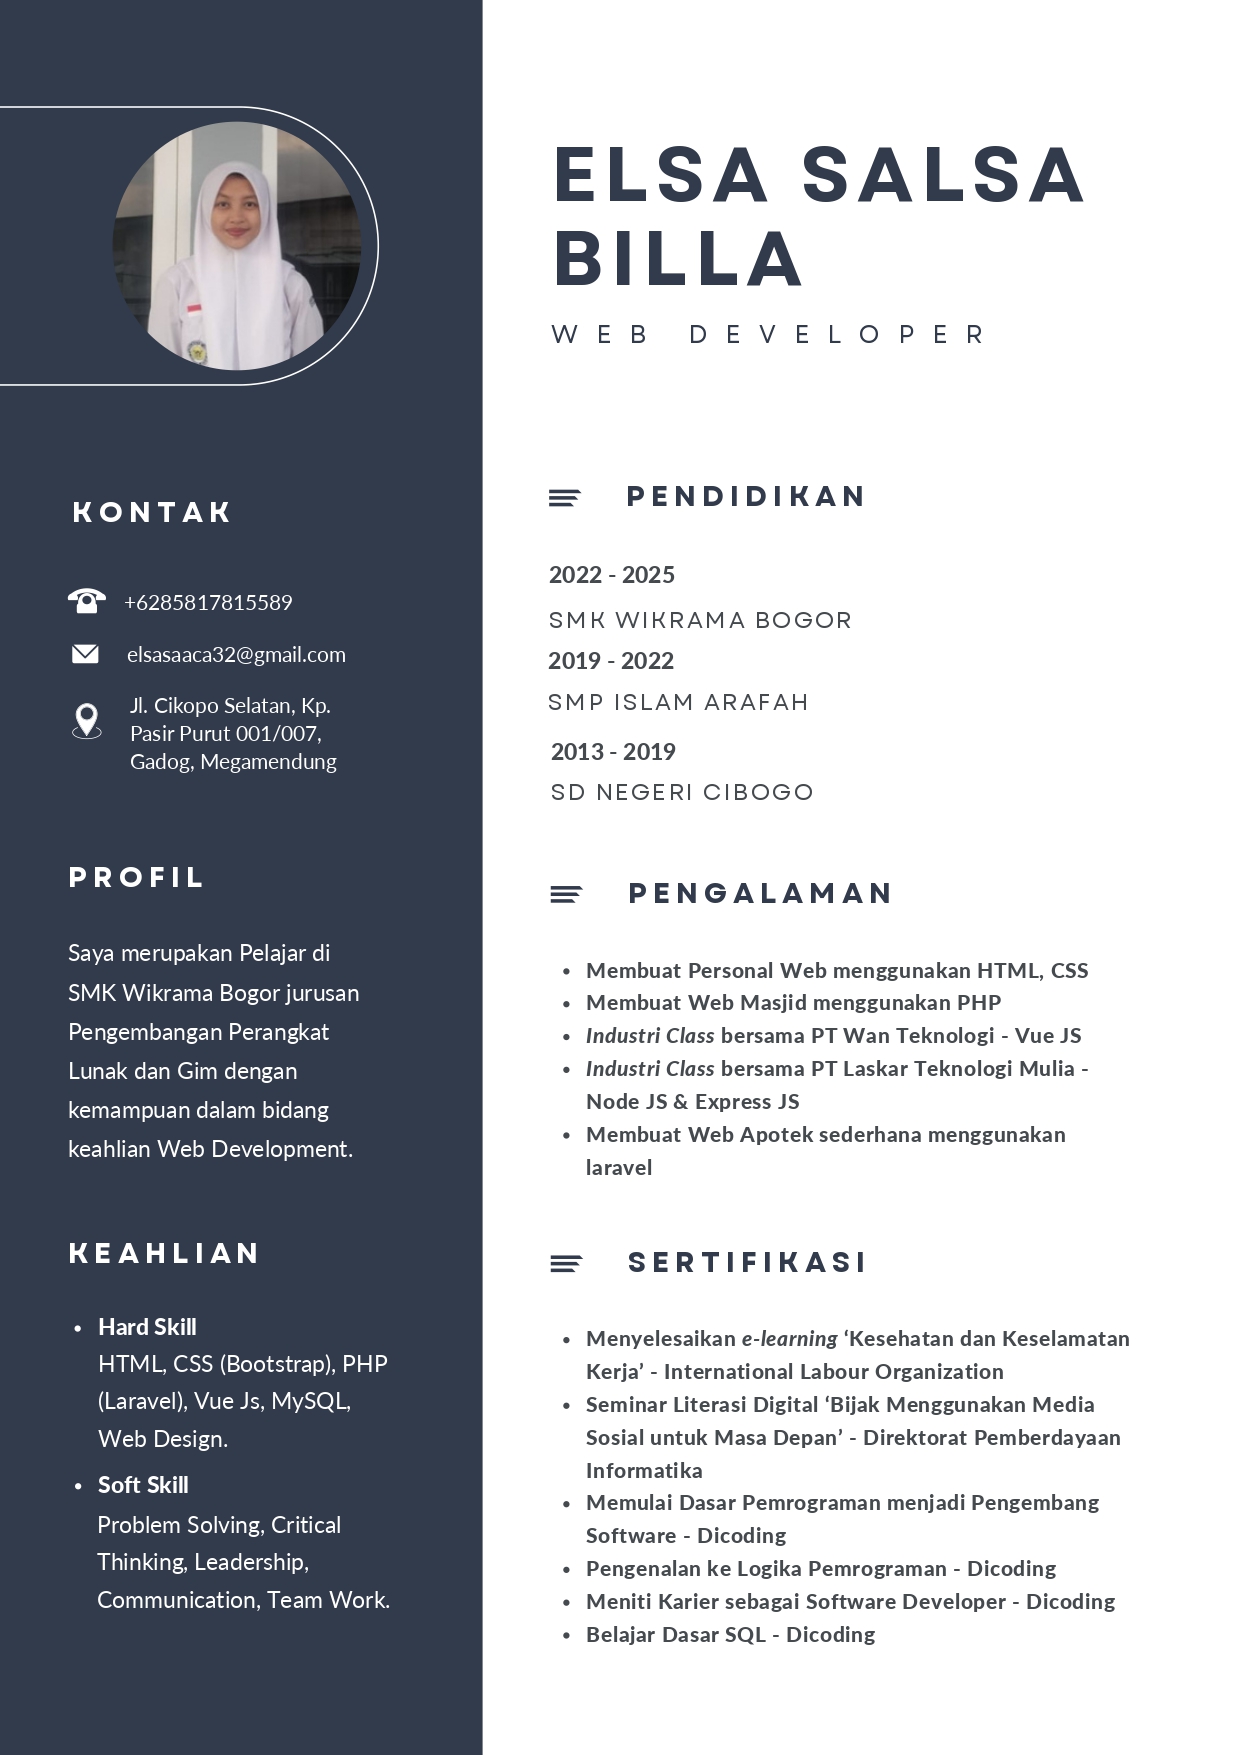 ELSA SALSA
BILLA
WEB DEVELOPER
KONTAK
+6285817815589
elsasaaca32@gmail.com
Jl. Cikopo Selatan, Kp.
Pasir Purut 001/007,
Gadog, Megamendung
PROFIL
Saya merupakan Pelajar di
SMK Wikrama Bogor jurusan
Pengembangan Perangkat
Lunak dan Gim dengan
kemampuan dalam bidang
keahlian Web Development.
KEAHLIAN
• Hard Skill
HTML, CSS (Bootstrap), PHP
(Laravel), Vue Js, MySQL,
Web Design.
• Soft Skill
Problem Solving, Critical
Thinking, Leadership,
Communication, Team Work.
PENDIDIKAN
2022 - 2025
SMK WIKRAMA BOGOR
2019 - 2022
SMP ISLAM ARAFAH
2013 - 2019
SD NEGERI CIBOGO
PENGALAMAN
• Membuat Personal Web menggunakan HTML, CSS
• Membuat Web Masjid menggunakan PHP
• Industri Class bersama PT Wan Teknologi - Vue JS
• Industri Class bersama PT Laskar Teknologi Mulia -
Node JS & Express JS
• Membuat Web Apotek sederhana menggunakan
laravel
SERTIFIKASI
• Menyelesaikan e-learning ‘Kesehatan dan Keselamatan
Kerja’ - International Labour Organization
• Seminar Literasi Digital ‘Bijak Menggunakan Media
Sosial untuk Masa Depan’ - Direktorat Pemberdayaan
Informatika
• Memulai Dasar Pemrograman menjadi Pengembang
Software - Dicoding
• Pengenalan ke Logika Pemrograman - Dicoding
• Meniti Karier sebagai Software Developer - Dicoding
• Belajar Dasar SQL - Dicoding